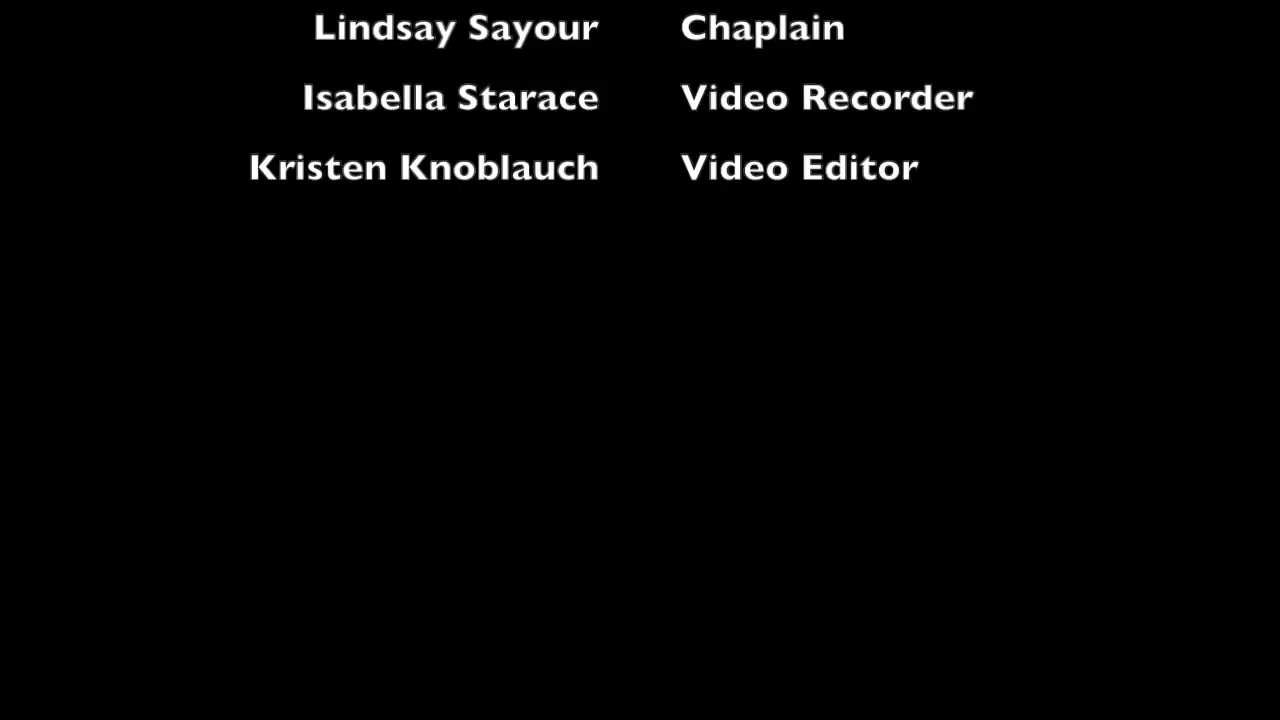 Lindsay Sayour Chaplain
Isabella Starace Video Recorder
Kristen Knoblauch Video Editor